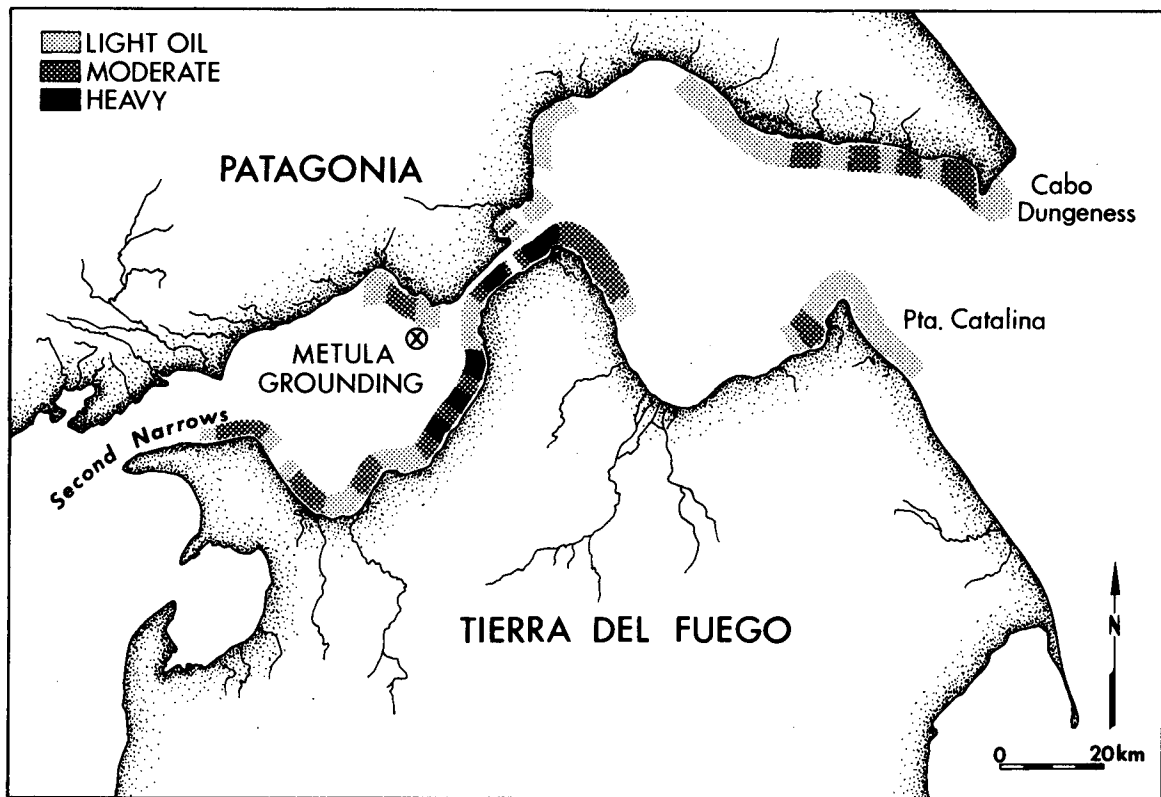 LIGHT OIL
MODERATE
HEAVY
PATAGONIA
Cabo
Dungeness
Pta. Catalina
METULA
GROUNDING
Second Narrows
TIERRA DEL FUEGO
N
0 20km